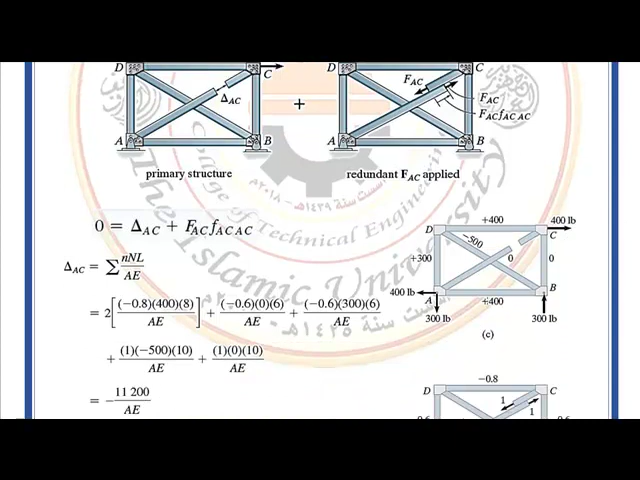 D C D C
F_AC
Δ_AC F_AC
F_AC f_AC AC
+
A B A B
primary structure redundant F_AC applied
0 = Δ_AC + F_AC f_AC AC
Δ_AC = ∑ nNL/AE
= 2[(−0.8)(400)(8)/AE] + (−0.6)(0)(6)/AE + (−0.6)(300)(6)/AE
+ (1)(−500)(10)/AE + (1)(0)(10)/AE
= −11 200/AE
D +400 C 400 lb
−500
+300 0 0
400 lb A +400 B
300 lb 300 lb
(c)
−0.8
D C
1
1
The Islamic University
College of Technical Engineering